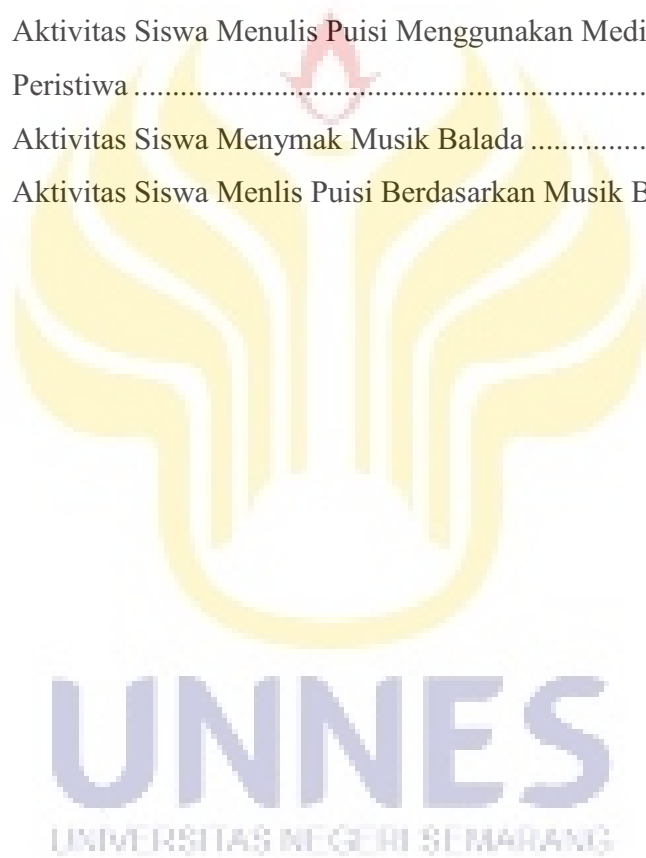 Aktivitas Siswa Menulis Puisi Menggunakan Medi
Peristiwa ....................................................................
Aktivitas Siswa Menymak Musik Balada ...............
Aktivitas Siswa Menlis Puisi Berdasarkan Musik B
UNNES
UNIVERSITAS NEGERI SEMARANG